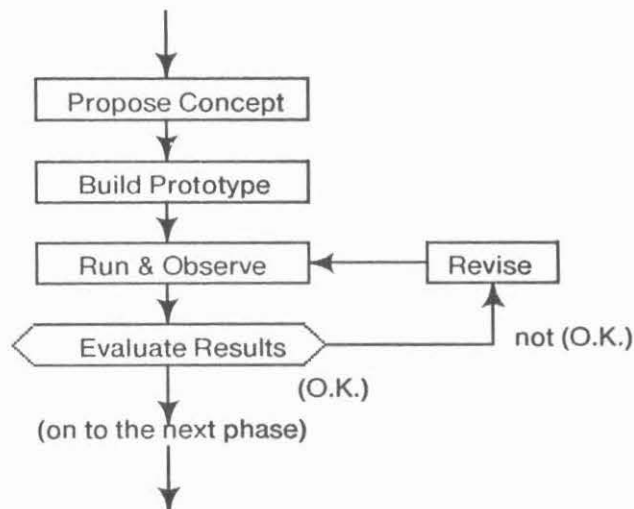 Propose Concept
Build Prototype
Run & Observe
Revise
Evaluate Results
not (O.K.)
(O.K.)
(on to the next phase)